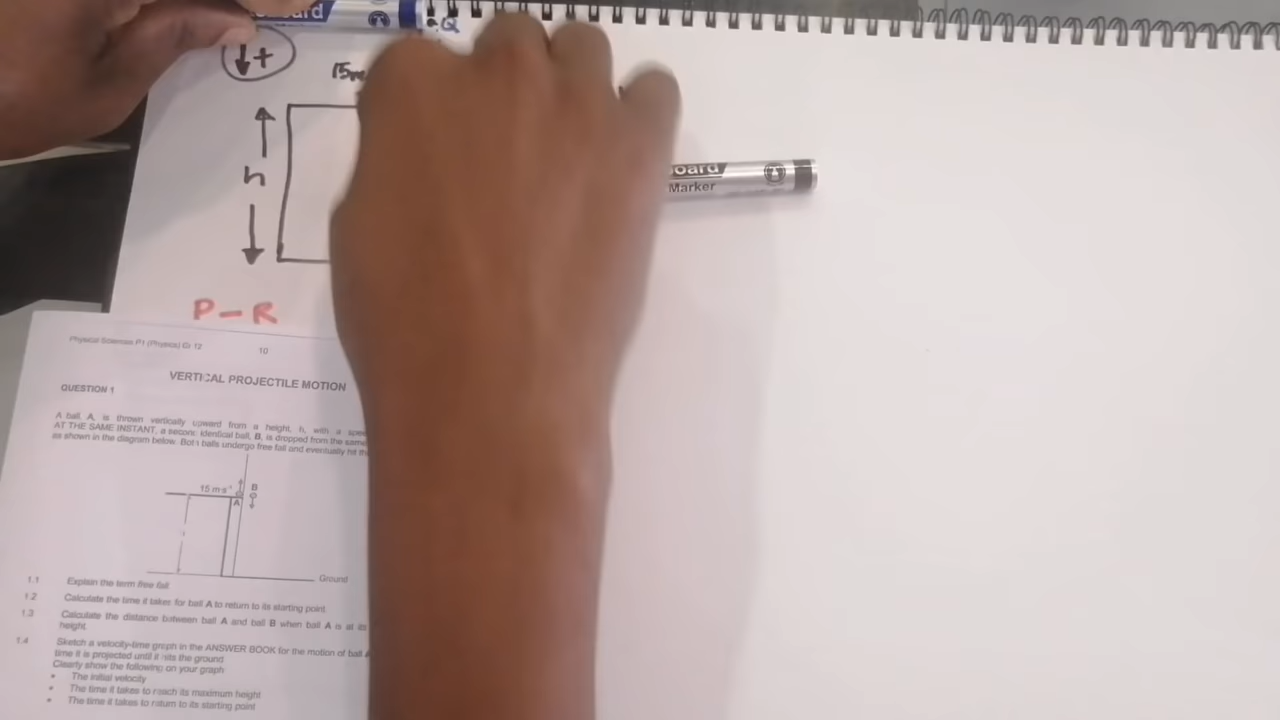 ard
Q
↓+
15m
h
oard
Marker
P-R
Physical Sciences P1 (Physics) Gr 12
10
VERTICAL PROJECTILE MOTION
QUESTION 1
A ball, A, is thrown vertically upward from a height, h, with a
AT THE SAME INSTANT, a second identical ball, B, is dropped from the same
as shown in the diagram below. Both balls undergo free fall and eventually hit
15 m·s⁻¹
B
A
Ground
1.1 Explain the term free fall
1.2 Calculate the time it takes for ball A to return to its starting point
1.3 Calculate the distance between ball A and ball B when ball A is at its
height.
1.4 Sketch a velocity-time graph in the ANSWER BOOK for the motion of ball
time it is projected until it hits the ground
Clearly show the following on your graph
• The initial velocity
• The time it takes to reach its maximum height
• The time it takes to return to its starting point